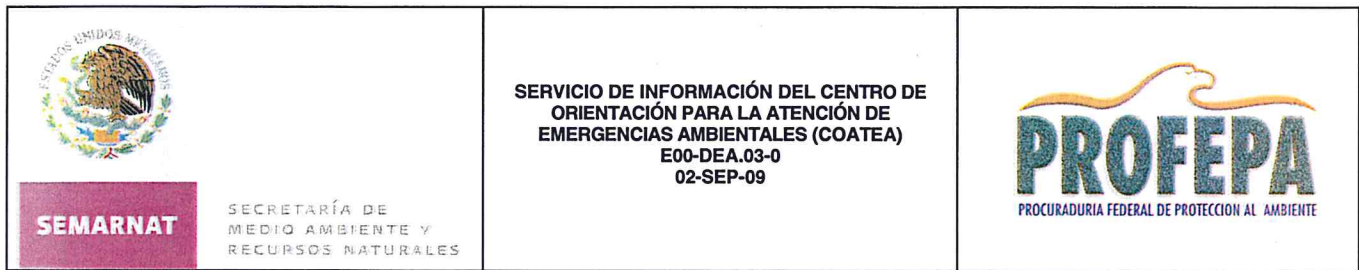 ESTADOS UNIDOS MEXICANOS
SEMARNAT
SECRETARÍA DE
MEDIO AMBIENTE Y
RECURSOS NATURALES
SERVICIO DE INFORMACIÓN DEL CENTRO DE
ORIENTACIÓN PARA LA ATENCIÓN DE
EMERGENCIAS AMBIENTALES (COATEA)
E00-DEA.03-0
02-SEP-09
PROFEPA
PROCURADURIA FEDERAL DE PROTECCION AL AMBIENTE